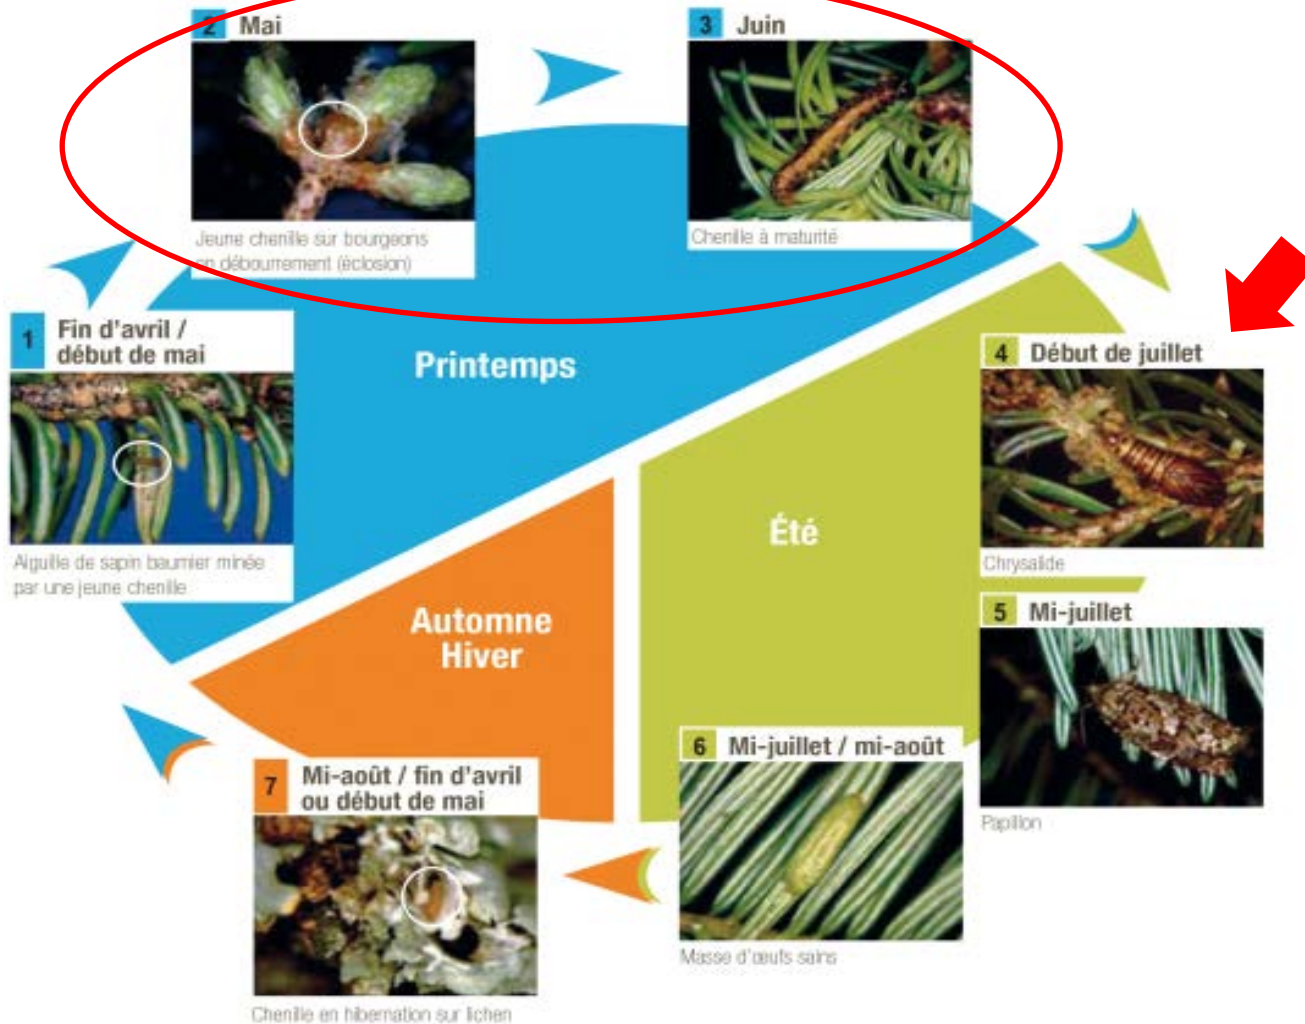 2 Mai
Jeune chenille sur bourgeons
en débourrement (éclosion)
3 Juin
Chenille à maturité
1 Fin d'avril /
début de mai
Aiguille de sapin baumier minée
par une jeune chenille
Printemps
4 Début de juillet
Chrysalide
Été
5 Mi-juillet
Papillon
Automne
Hiver
6 Mi-juillet / mi-août
Masse d'œufs sains
7 Mi-août / fin d'avril
ou début de mai
Chenille en hibernation sur lichen